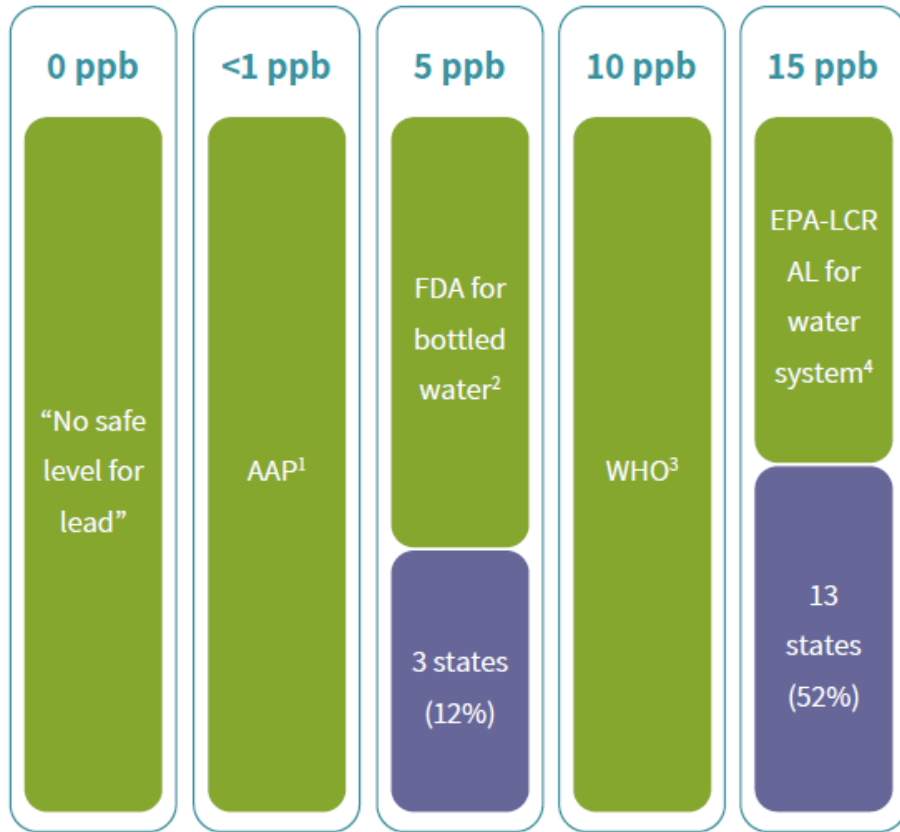 0 ppb
<1 ppb
5 ppb
10 ppb
15 ppb
“No safe
level for
lead”
AAP¹
FDA for
bottled
water²
3 states
(12%)
WHO³
EPA-LCR
AL for
water
system⁴
13
states
(52%)